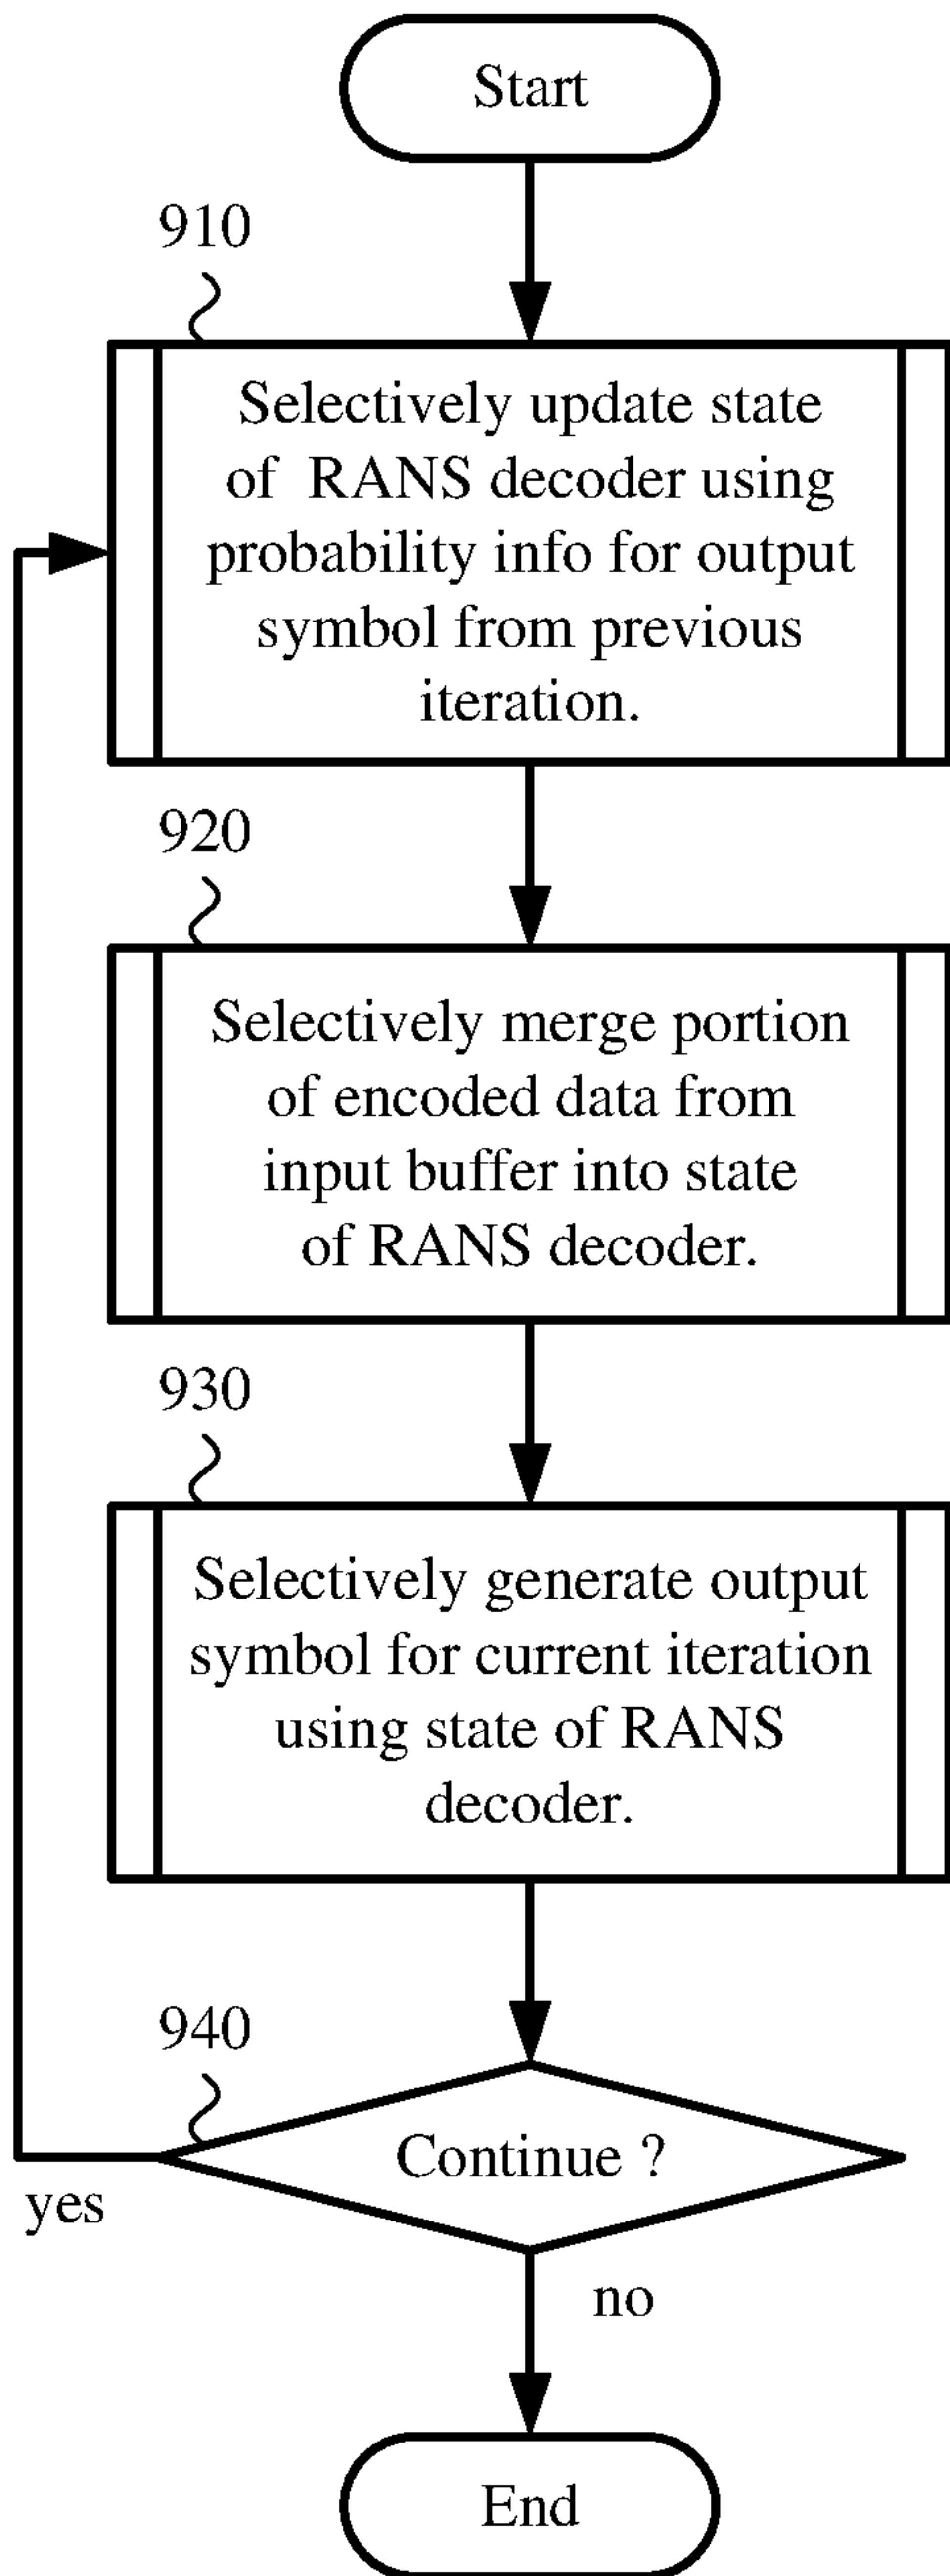 Start
910
Selectively update state
of RANS decoder using
probability info for output
symbol from previous
iteration.
920
Selectively merge portion
of encoded data from
input buffer into state
of RANS decoder.
930
Selectively generate output
symbol for current iteration
using state of RANS
decoder.
940
Continue ?
yes
no
End